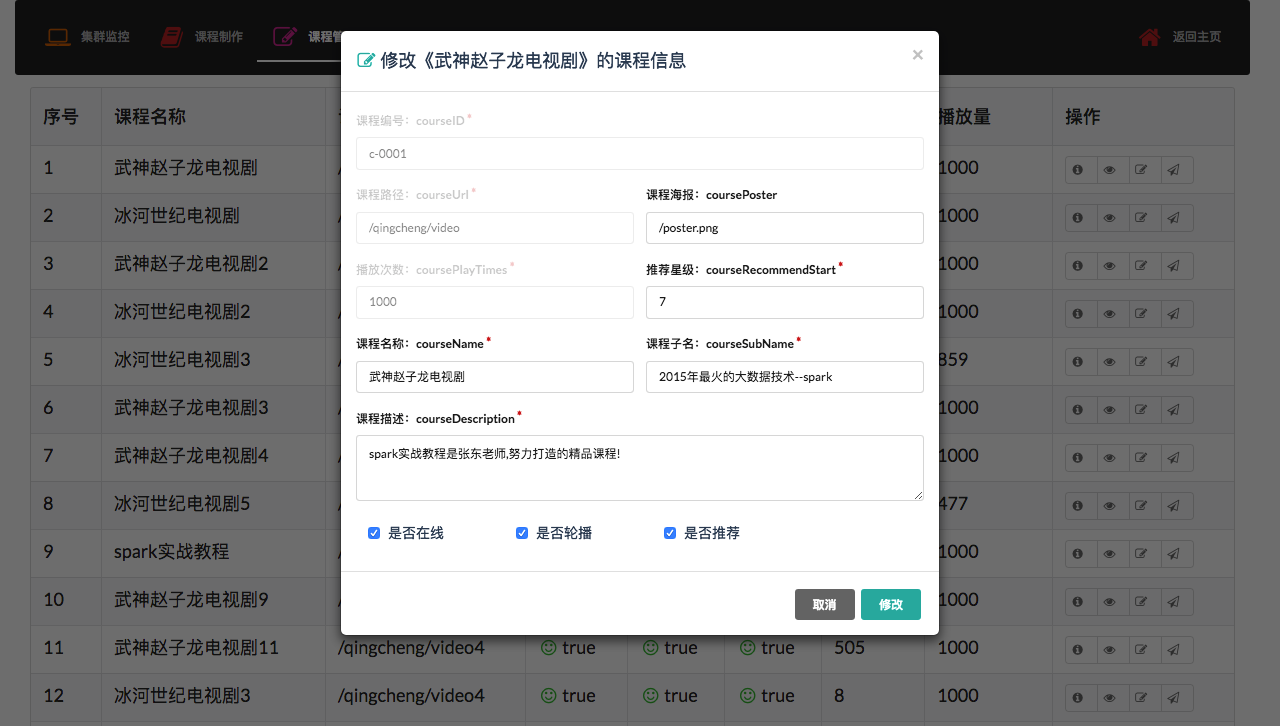 集群监控 课程制作 课程管 返回主页
修改《武神赵子龙电视剧》的课程信息 ×
序号 课程名称 播放量 操作
课程编号：courseID *
c-0001
课程路径：courseUrl * 课程海报：coursePoster
/qingcheng/video /poster.png
播放次数：coursePlayTimes * 推荐星级：courseRecommendStart *
1000 7
课程名称：courseName * 课程子名：courseSubName *
武神赵子龙电视剧 2015年最火的大数据技术--spark
课程描述：courseDescription *
spark实战教程是张东老师,努力打造的精品课程!
是否在线 是否轮播 是否推荐
取消 修改
1 武神赵子龙电视剧 1000
2 冰河世纪电视剧 1000
3 武神赵子龙电视剧2 1000
4 冰河世纪电视剧2 1000
5 冰河世纪电视剧3 859
6 武神赵子龙电视剧3 1000
7 武神赵子龙电视剧4 1000
8 冰河世纪电视剧5 477
9 spark实战教程 1000
10 武神赵子龙电视剧9 1000
11 武神赵子龙电视剧11 /qingcheng/video4 true true true 505 1000
12 冰河世纪电视剧3 /qingcheng/video4 true true true 8 1000